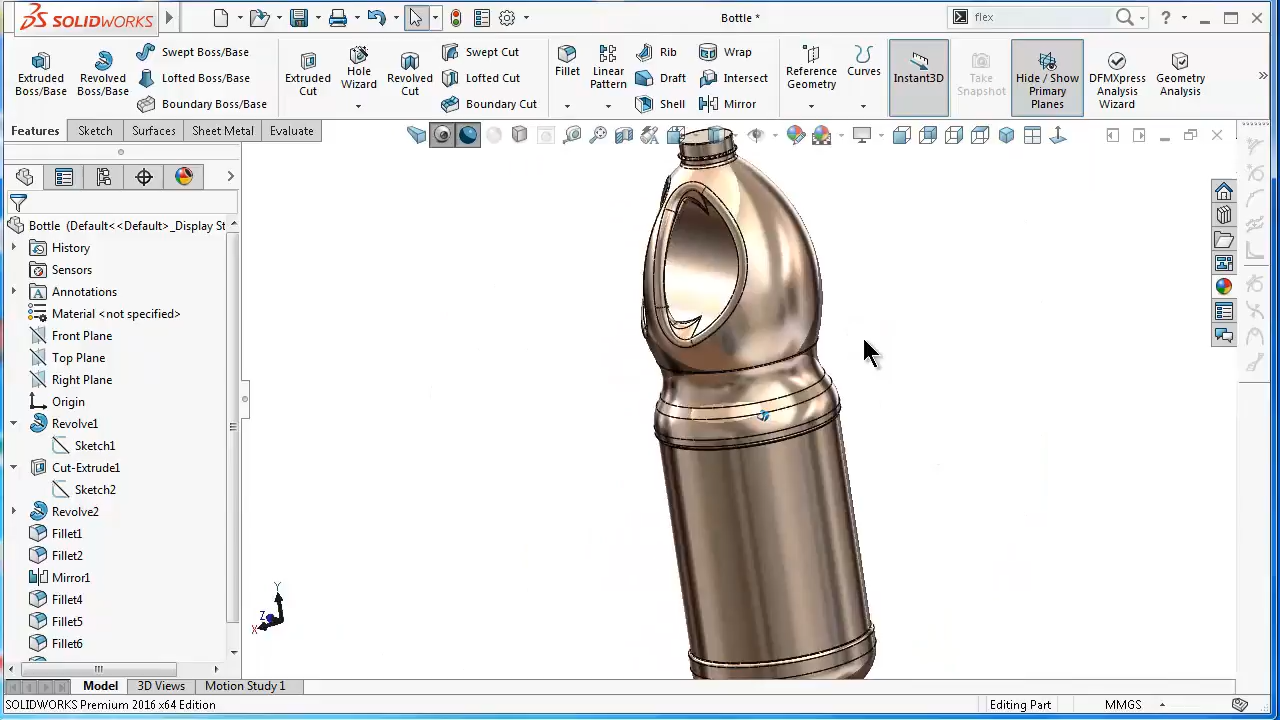 SOLIDWORKS
Bottle *
flex
Extruded Boss/Base
Revolved Boss/Base
Swept Boss/Base
Lofted Boss/Base
Boundary Boss/Base
Extruded Cut
Hole Wizard
Revolved Cut
Swept Cut
Lofted Cut
Boundary Cut
Fillet
Linear Pattern
Rib
Draft
Shell
Wrap
Intersect
Mirror
Reference Geometry
Curves
Instant3D
Take Snapshot
Hide / Show Primary Planes
DFMXpress Analysis Wizard
Geometry Analysis
Features
Sketch
Surfaces
Sheet Metal
Evaluate
Bottle (Default<<Default>_Display St
History
Sensors
Annotations
Material <not specified>
Front Plane
Top Plane
Right Plane
Origin
Revolve1
Sketch1
Cut-Extrude1
Sketch2
Revolve2
Fillet1
Fillet2
Mirror1
Fillet4
Fillet5
Fillet6
Y
Z
X
Model
3D Views
Motion Study 1
SOLIDWORKS Premium 2016 x64 Edition
Editing Part
MMGS